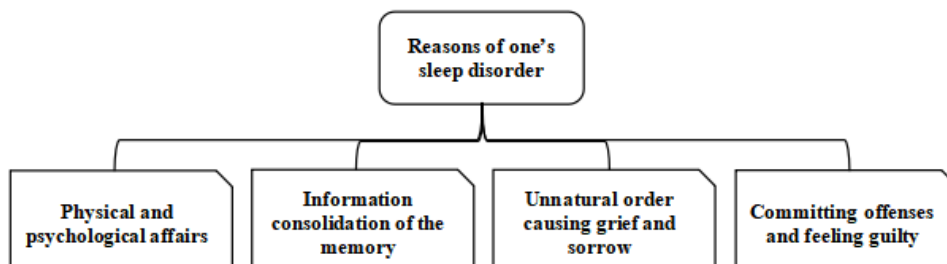 Reasons of one's
sleep disorder
Physical and
psychological affairs
Information
consolidation of the
memory
Unnatural order
causing grief and
sorrow
Committing offenses
and feeling guilty